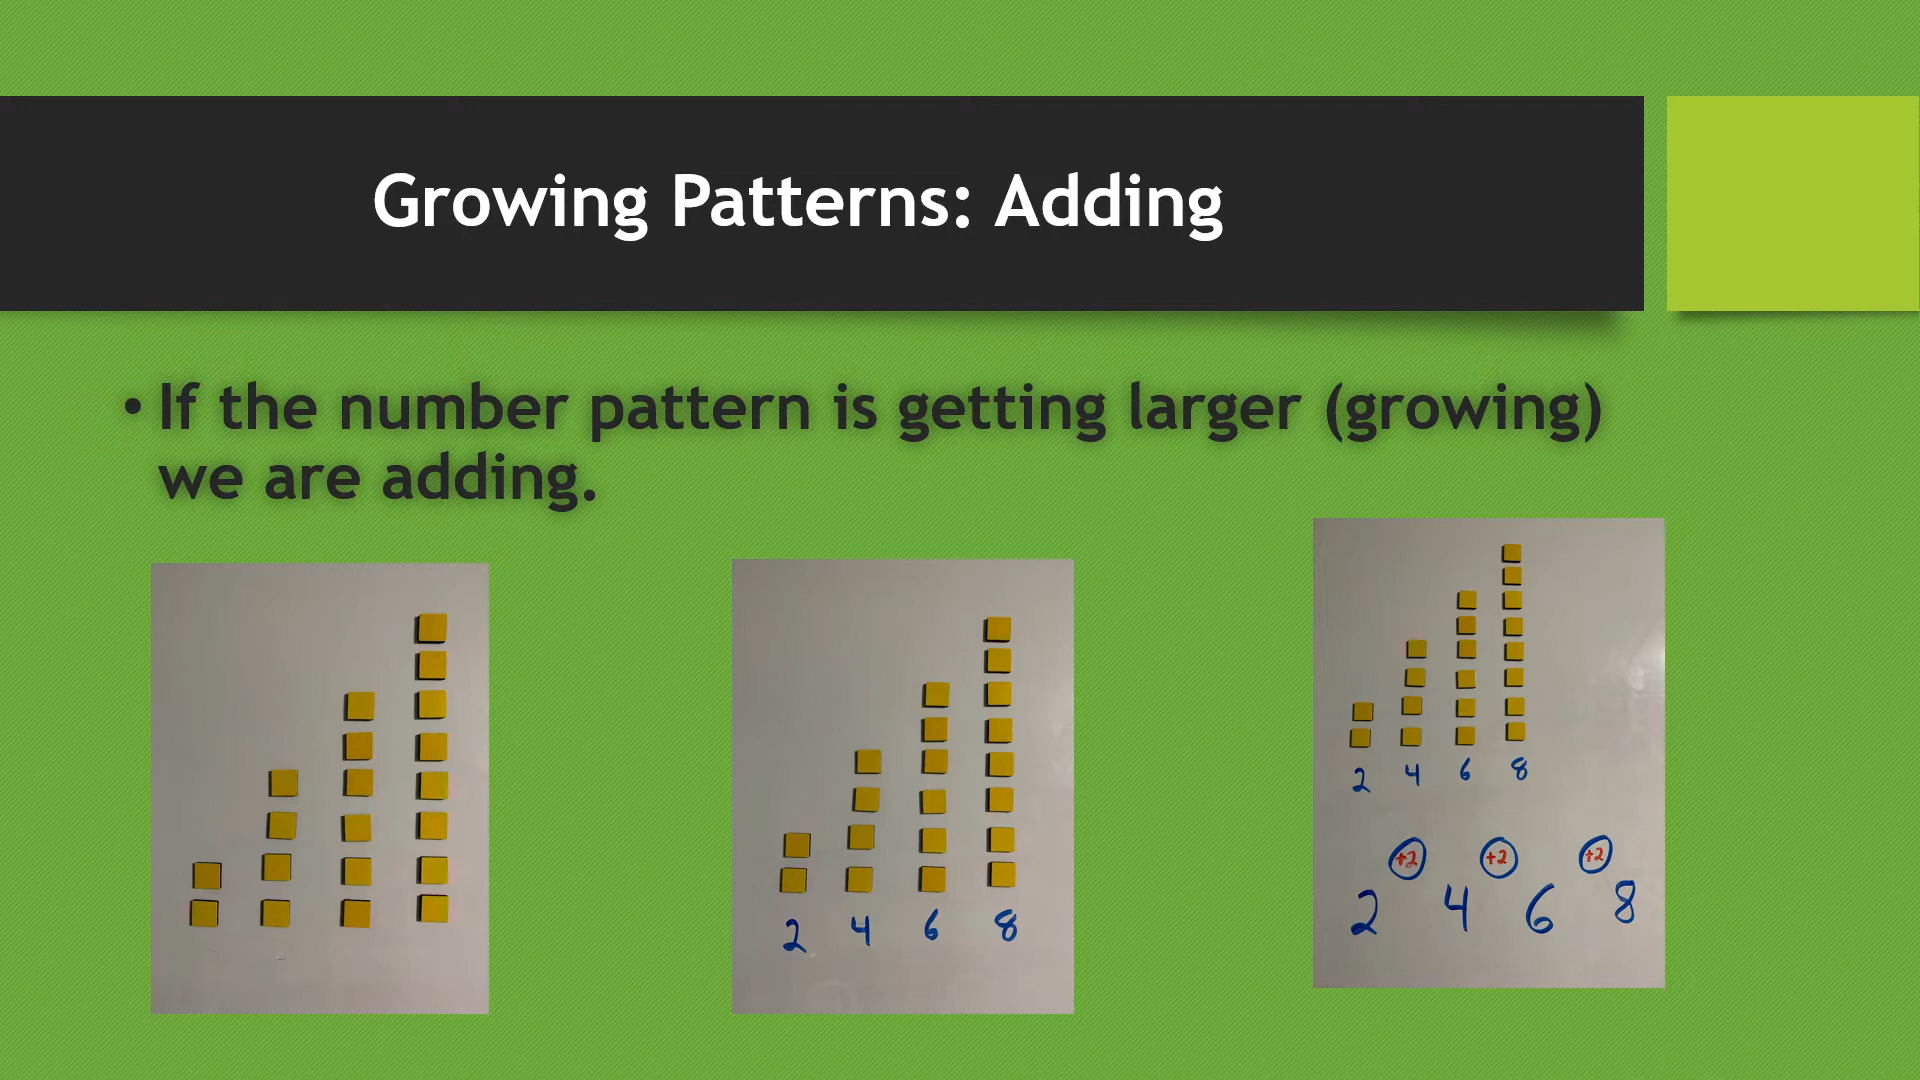 Growing Patterns: Adding
• If the number pattern is getting larger (growing)
we are adding.
2 4 6 8
2 4 6 8
+2 +2 +2
2 4 6 8